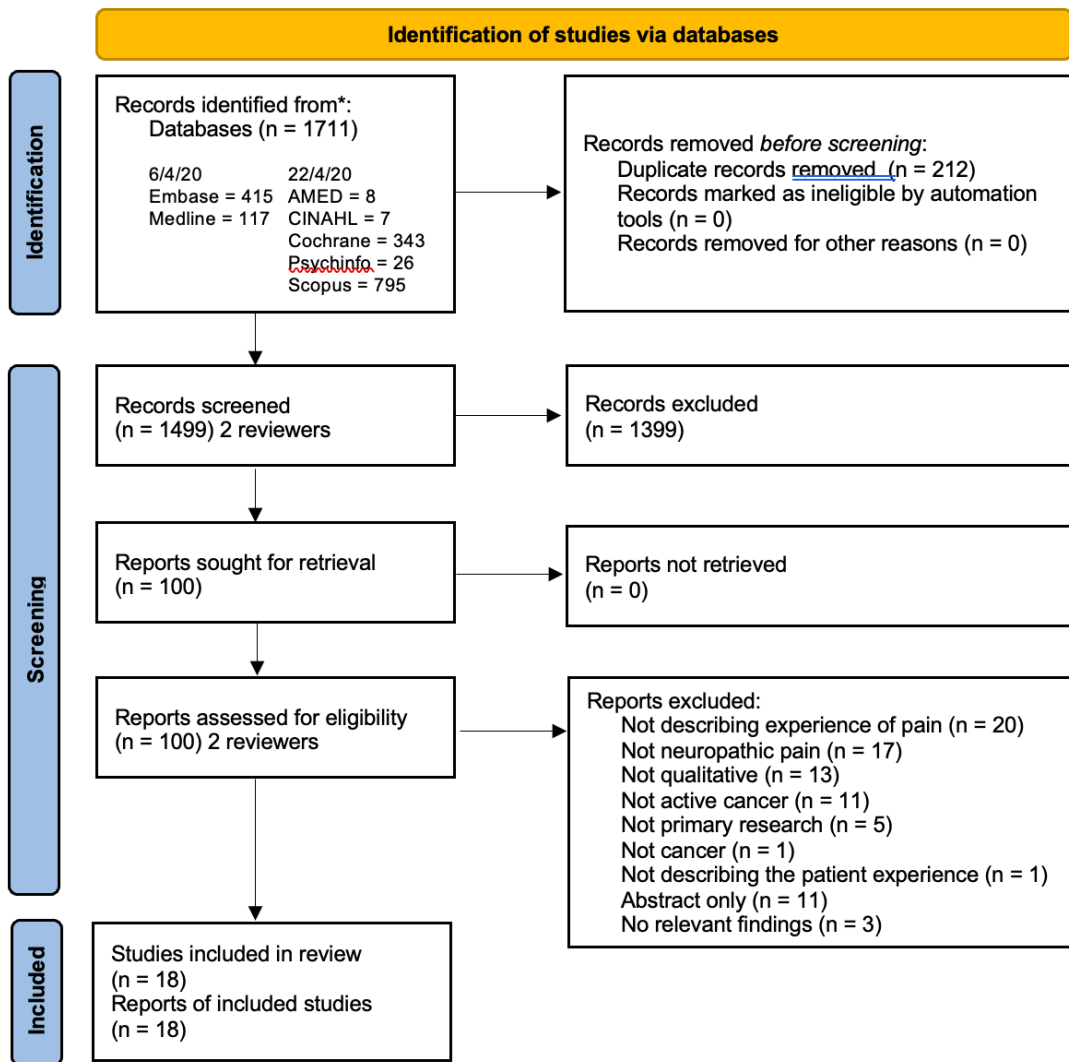 Identification of studies via databases
Identification
Records identified from*:
Databases (n = 1711)
6/4/20
Embase = 415
Medline = 117
22/4/20
AMED = 8
CINAHL = 7
Cochrane = 343
Psychinfo = 26
Scopus = 795
Records removed before screening:
Duplicate records removed (n = 212)
Records marked as ineligible by automation
tools (n = 0)
Records removed for other reasons (n = 0)
Screening
Records screened
(n = 1499) 2 reviewers
Records excluded
(n = 1399)
Reports sought for retrieval
(n = 100)
Reports not retrieved
(n = 0)
Reports assessed for eligibility
(n = 100) 2 reviewers
Reports excluded:
Not describing experience of pain (n = 20)
Not neuropathic pain (n = 17)
Not qualitative (n = 13)
Not active cancer (n = 11)
Not primary research (n = 5)
Not cancer (n = 1)
Not describing the patient experience (n = 1)
Abstract only (n = 11)
No relevant findings (n = 3)
Included
Studies included in review
(n = 18)
Reports of included studies
(n = 18)